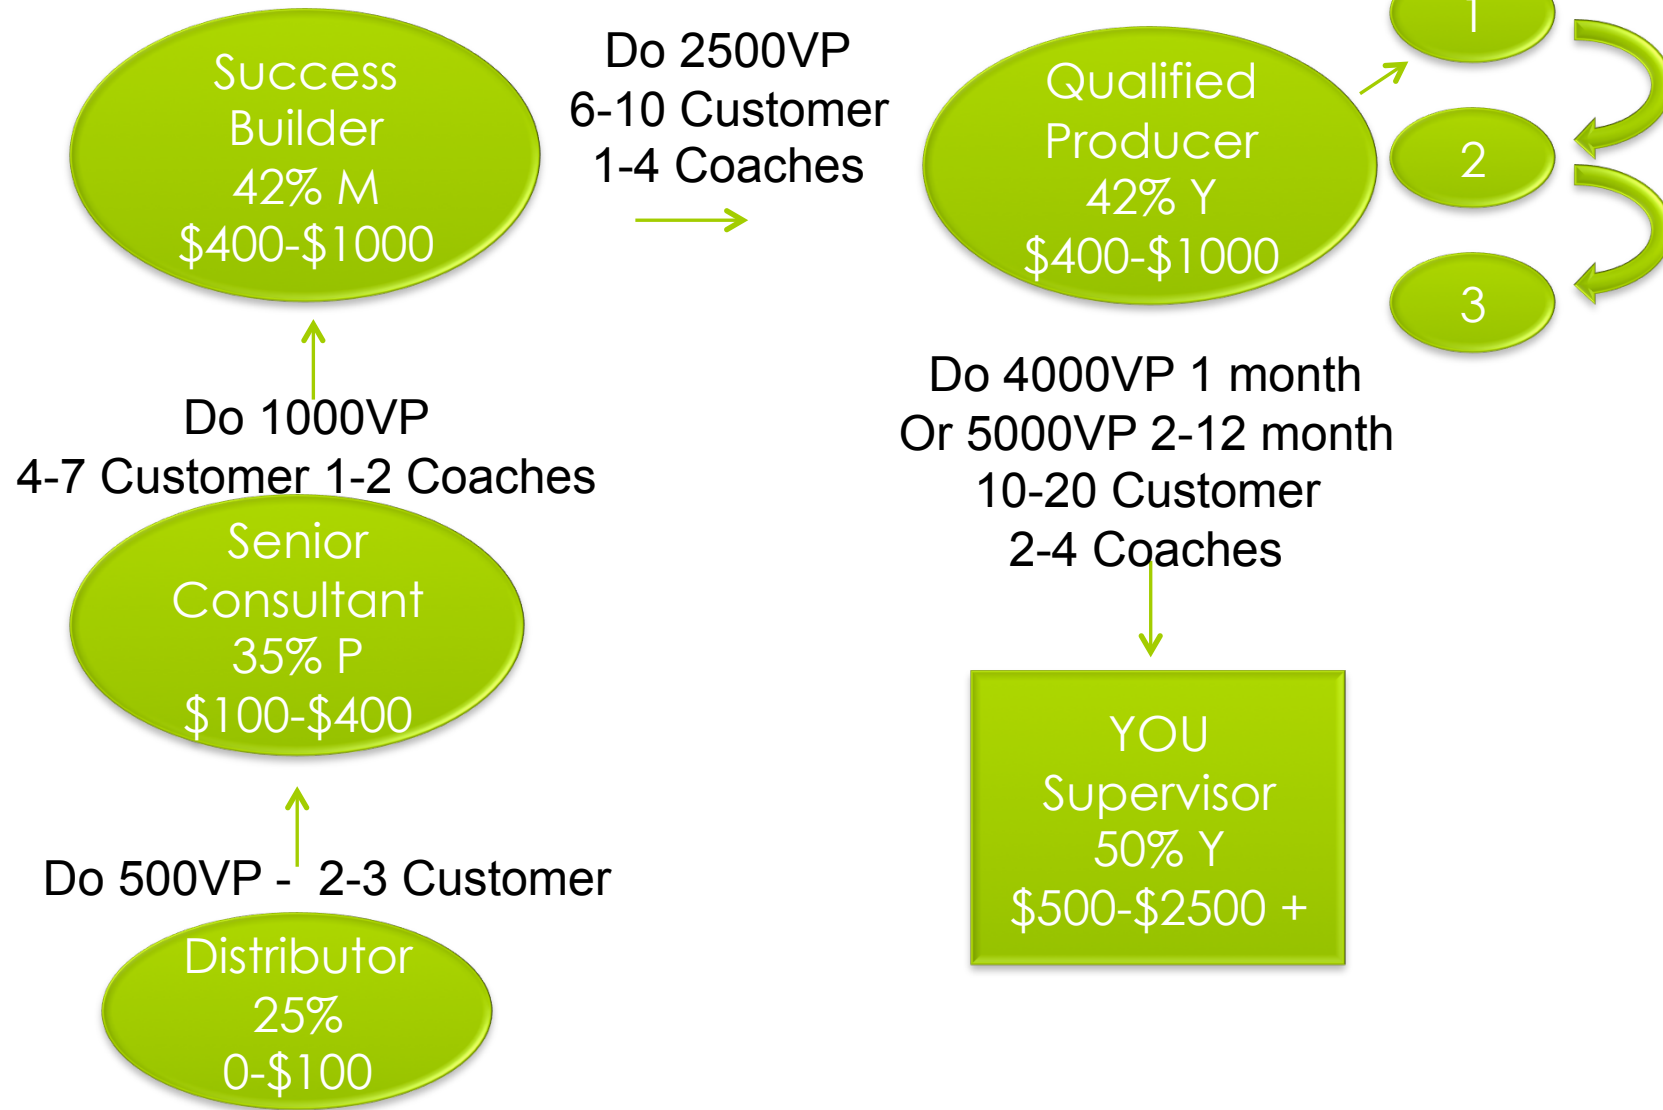 Success
Builder
42% M
$400-$1000
Do 2500VP
6-10 Customer
1-4 Coaches
Qualified
Producer
42% Y
$400-$1000
1
2
3
Do 1000VP
4-7 Customer 1-2 Coaches
Senior
Consultant
35% P
$100-$400
Do 500VP - 2-3 Customer
Distributor
25%
0-$100
Do 4000VP 1 month
Or 5000VP 2-12 month
10-20 Customer
2-4 Coaches
YOU
Supervisor
50% Y
$500-$2500 +